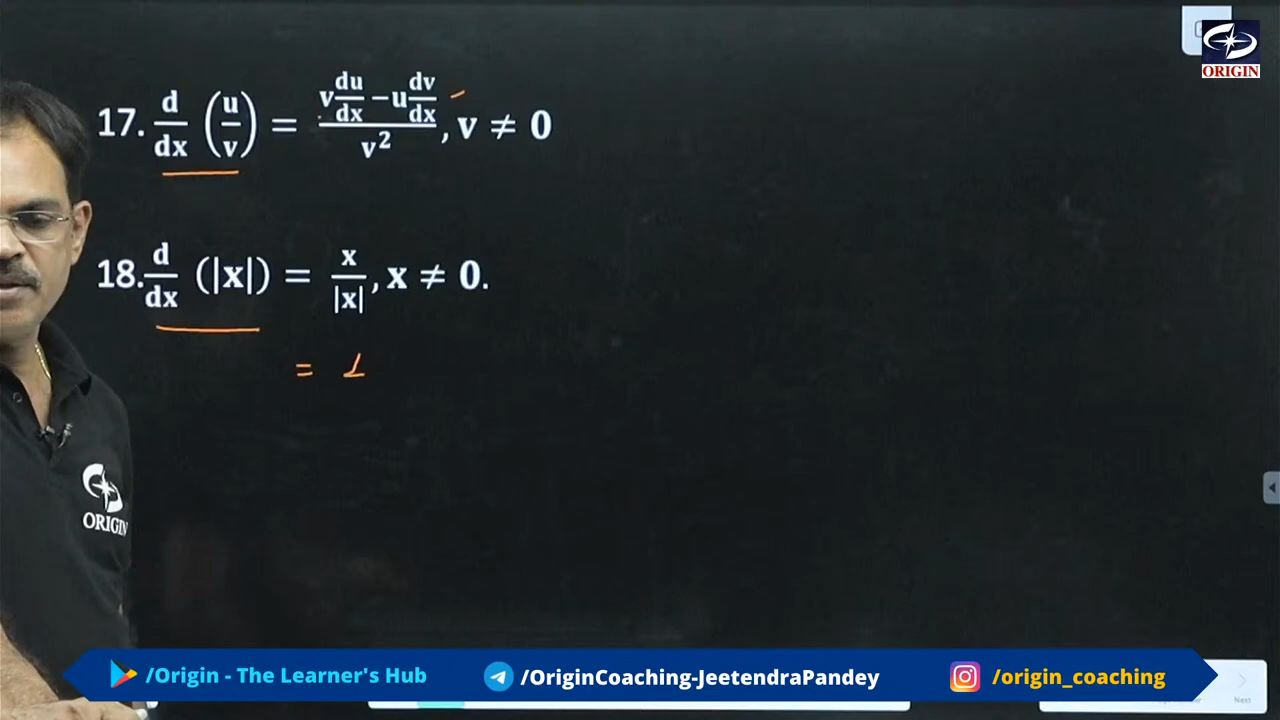 ORIGIN
17. d/dx (u/v) = (v du/dx − u dv/dx)/v², v ≠ 0
18. d/dx (|x|) = x/|x|, x ≠ 0.
= 1
ORIGIN
/Origin - The Learner's Hub /OriginCoaching-JeetendraPandey /origin_coaching
Next